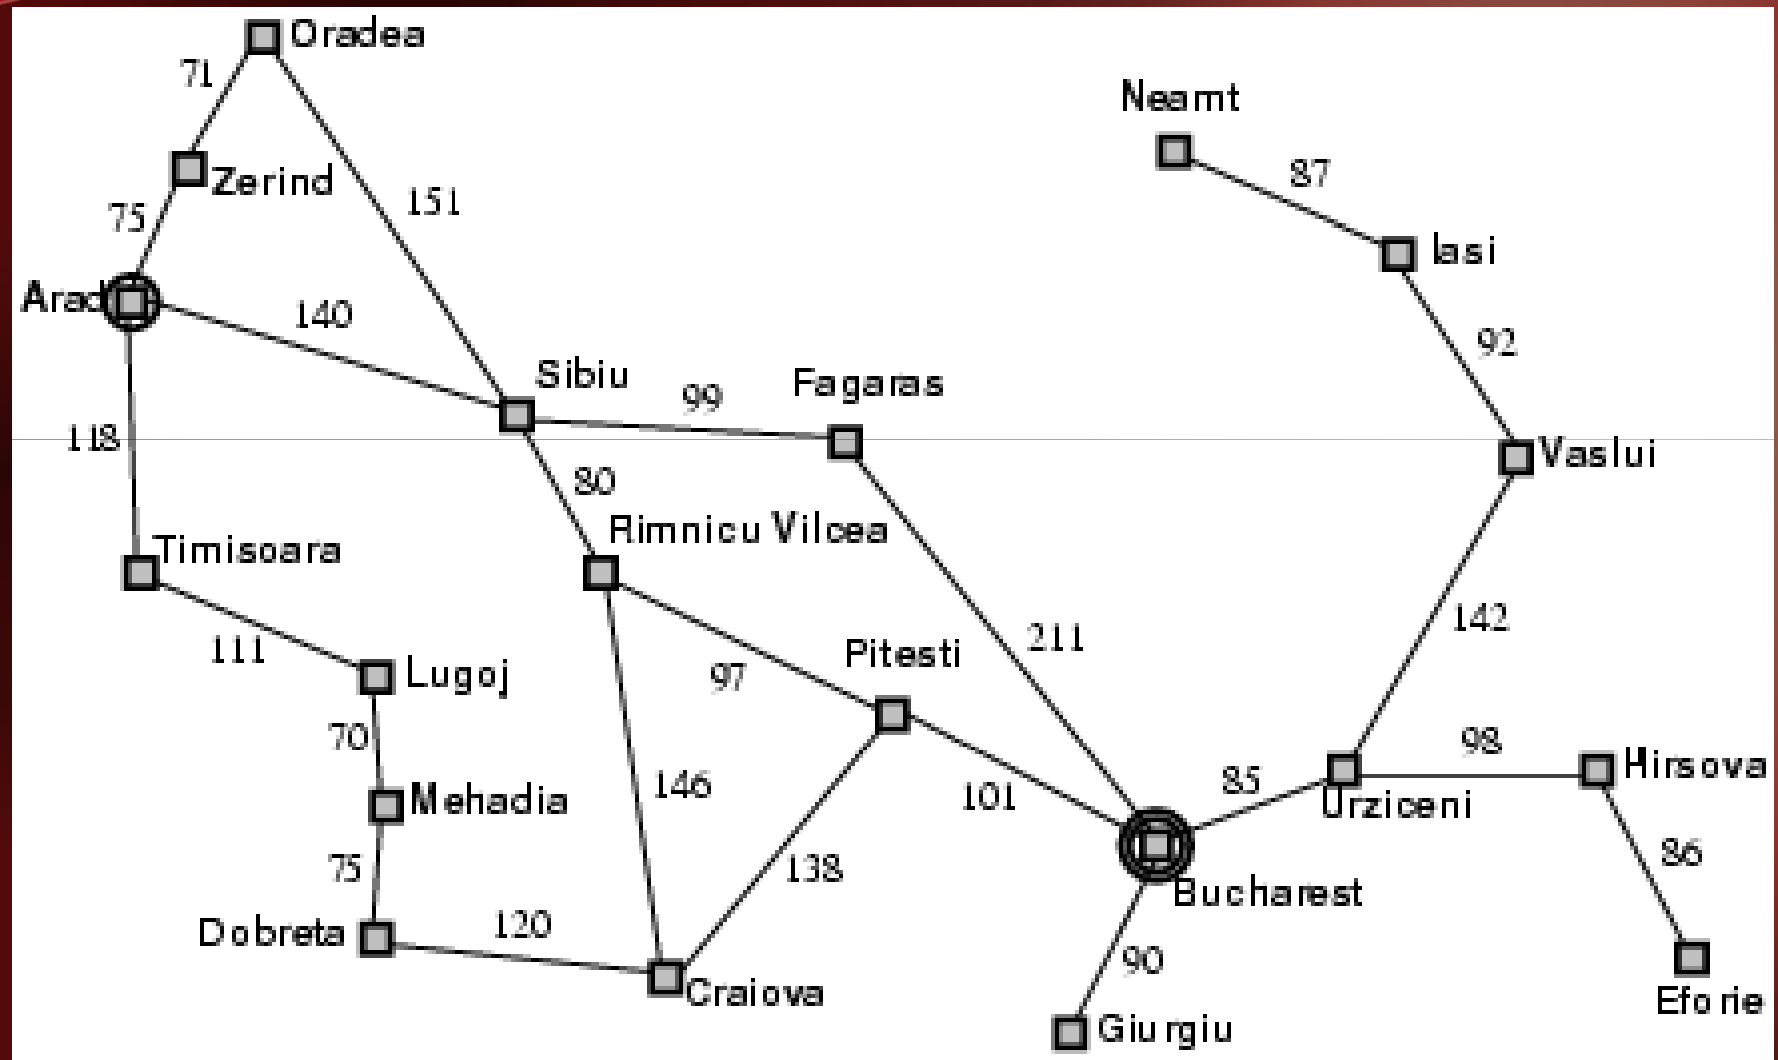 Oradea
71
Neamt
87
Zerind
151
75
Iasi
Arad
140
92
Sibiu
99
Fagaras
118
Vaslui
80
Rimnicu Vilcea
Timisoara
142
211
111
Lugoj
97
Pitesti
70
98
Hirsova
146
101
85
Urziceni
Mehadia
75
138
86
Bucharest
Dobreta
120
90
Craiova
Eforie
Giurgiu